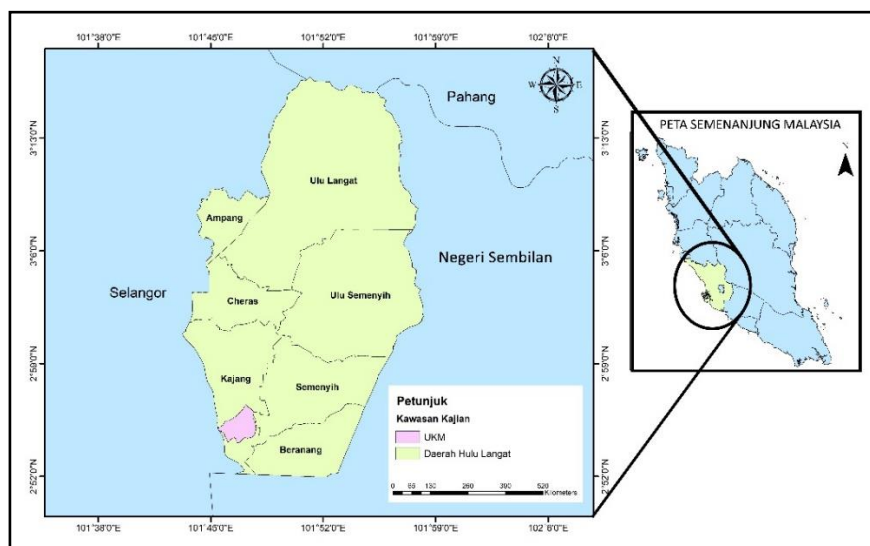 101°38'0"E 101°45'0"E 101°52'0"E 101°59'0"E 102°6'0"E
Pahang
N
W E
S
PETA SEMENANJUNG MALAYSIA
N
3°13'0"N 3°13'0"N
Ulu Langat
Ampang
3°6'0"N 3°6'0"N
Negeri Sembilan
Selangor
Cheras
Ulu Semenyih
2°59'0"N 2°59'0"N
Kajang
Semenyih
Petunjuk
Kawasan Kajian
UKM
Beranang
Daerah Hulu Langat
0 65 130 260 390 520
Kilometers
2°52'0"N 2°52'0"N
101°38'0"E 101°45'0"E 101°52'0"E 101°59'0"E 102°6'0"E